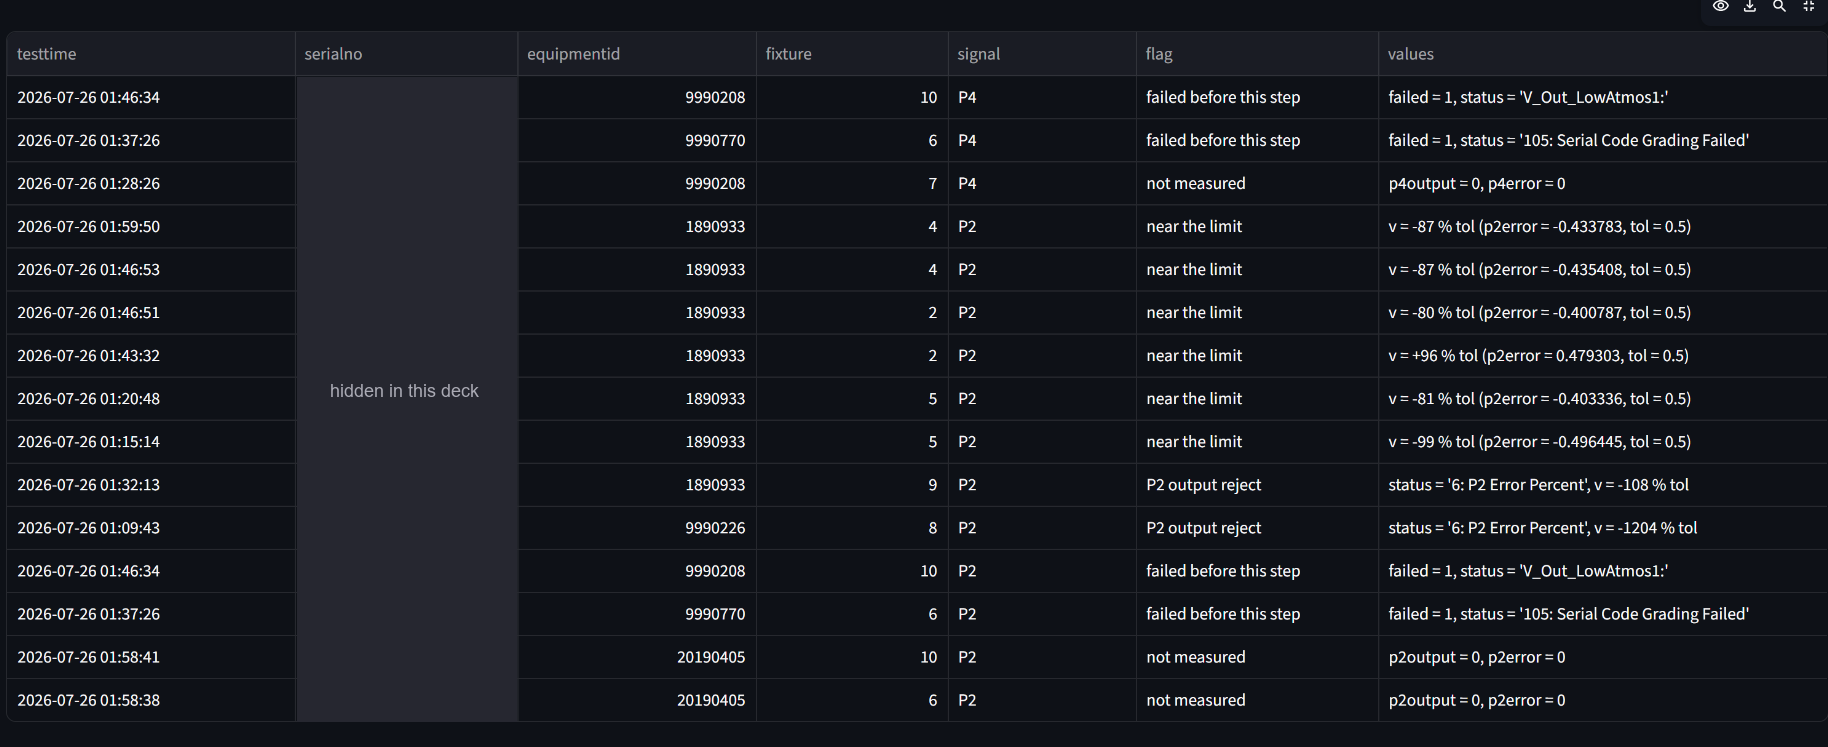 testtime serialno equipmentid fixture signal flag values
2026-07-26 01:46:34 9990208 10 P4 failed before this step failed = 1, status = 'V_Out_LowAtmos1:'
2026-07-26 01:37:26 9990770 6 P4 failed before this step failed = 1, status = '105: Serial Code Grading Failed'
2026-07-26 01:28:26 9990208 7 P4 not measured p4output = 0, p4error = 0
2026-07-26 01:59:50 1890933 4 P2 near the limit v = -87 % tol (p2error = -0.433783, tol = 0.5)
2026-07-26 01:46:53 1890933 4 P2 near the limit v = -87 % tol (p2error = -0.435408, tol = 0.5)
2026-07-26 01:46:51 1890933 2 P2 near the limit v = -80 % tol (p2error = -0.400787, tol = 0.5)
2026-07-26 01:43:32 1890933 2 P2 near the limit v = +96 % tol (p2error = 0.479303, tol = 0.5)
hidden in this deck
2026-07-26 01:20:48 1890933 5 P2 near the limit v = -81 % tol (p2error = -0.403336, tol = 0.5)
2026-07-26 01:15:14 1890933 5 P2 near the limit v = -99 % tol (p2error = -0.496445, tol = 0.5)
2026-07-26 01:32:13 1890933 9 P2 P2 output reject status = '6: P2 Error Percent', v = -108 % tol
2026-07-26 01:09:43 9990226 8 P2 P2 output reject status = '6: P2 Error Percent', v = -1204 % tol
2026-07-26 01:46:34 9990208 10 P2 failed before this step failed = 1, status = 'V_Out_LowAtmos1:'
2026-07-26 01:37:26 9990770 6 P2 failed before this step failed = 1, status = '105: Serial Code Grading Failed'
2026-07-26 01:58:41 20190405 10 P2 not measured p2output = 0, p2error = 0
2026-07-26 01:58:38 20190405 6 P2 not measured p2output = 0, p2error = 0